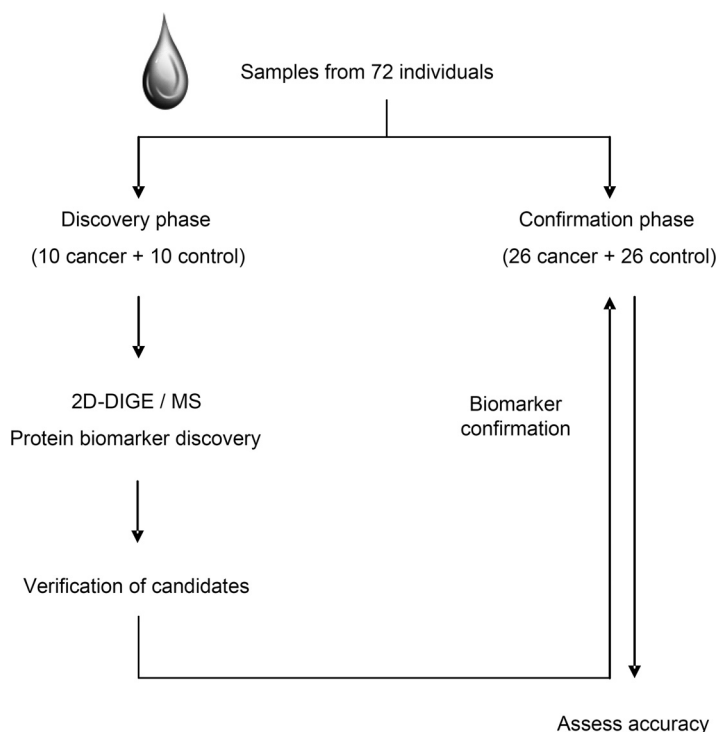 Samples from 72 individuals
Discovery phase
(10 cancer + 10 control)
Confirmation phase
(26 cancer + 26 control)
2D-DIGE / MS
Protein biomarker discovery
Biomarker
confirmation
Verification of candidates
Assess accuracy